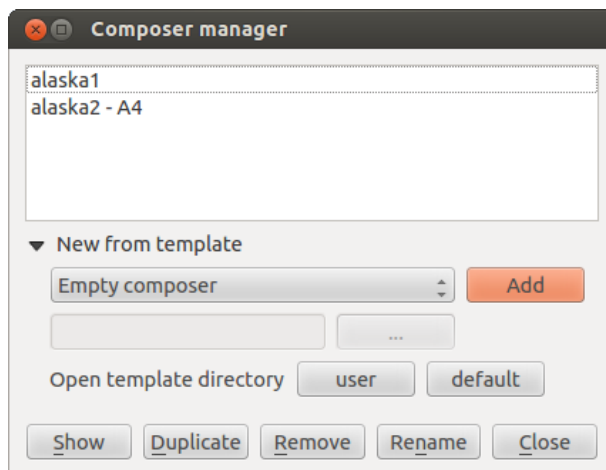 Composer manager
alaska1
alaska2 - A4
New from template
Empty composer Add
...
Open template directory user default
Show Duplicate Remove Rename Close